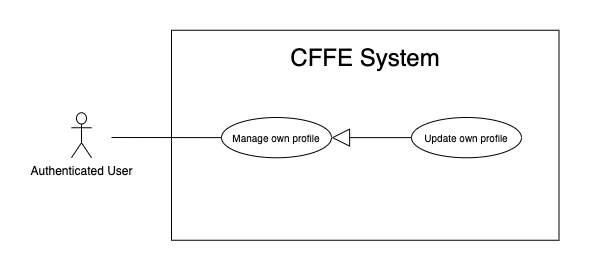 CFFE System
Manage own profile
Update own profile
Authenticated User